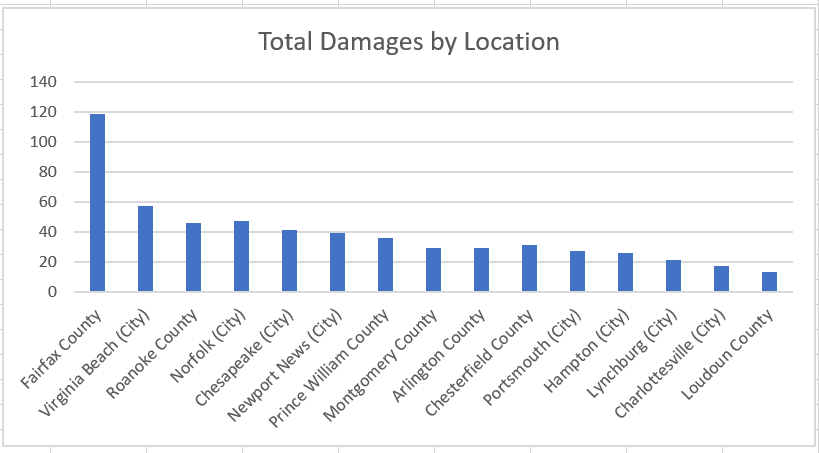 Total Damages by Location
140
120
100
80
60
40
20
0
Fairfax County
Virginia Beach (City)
Roanoke County
Norfolk (City)
Chesapeake (City)
Newport News (City)
Prince William County
Montgomery County
Arlington County
Chesterfield County
Portsmouth (City)
Hampton (City)
Lynchburg (City)
Charlottesville (City)
Loudoun County